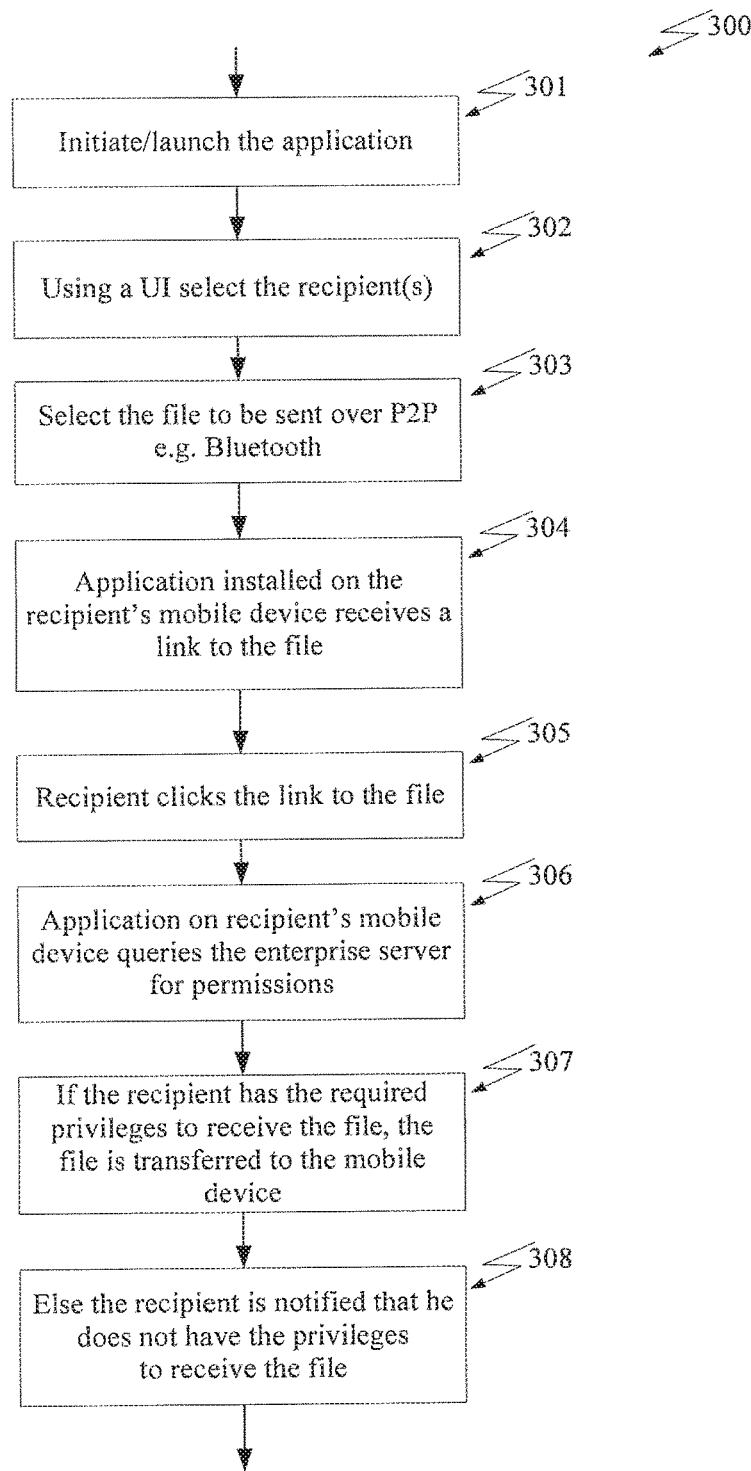 300
301
Initiate/launch the application
302
Using a UI select the recipient(s)
303
Select the file to be sent over P2P
e.g. Bluetooth
304
Application installed on the
recipient's mobile device receives a
link to the file
305
Recipient clicks the link to the file
306
Application on recipient's mobile
device queries the enterprise server
for permissions
307
If the recipient has the required
privileges to receive the file, the
file is transferred to the mobile
device
308
Else the recipient is notified that he
does not have the privileges
to receive the file